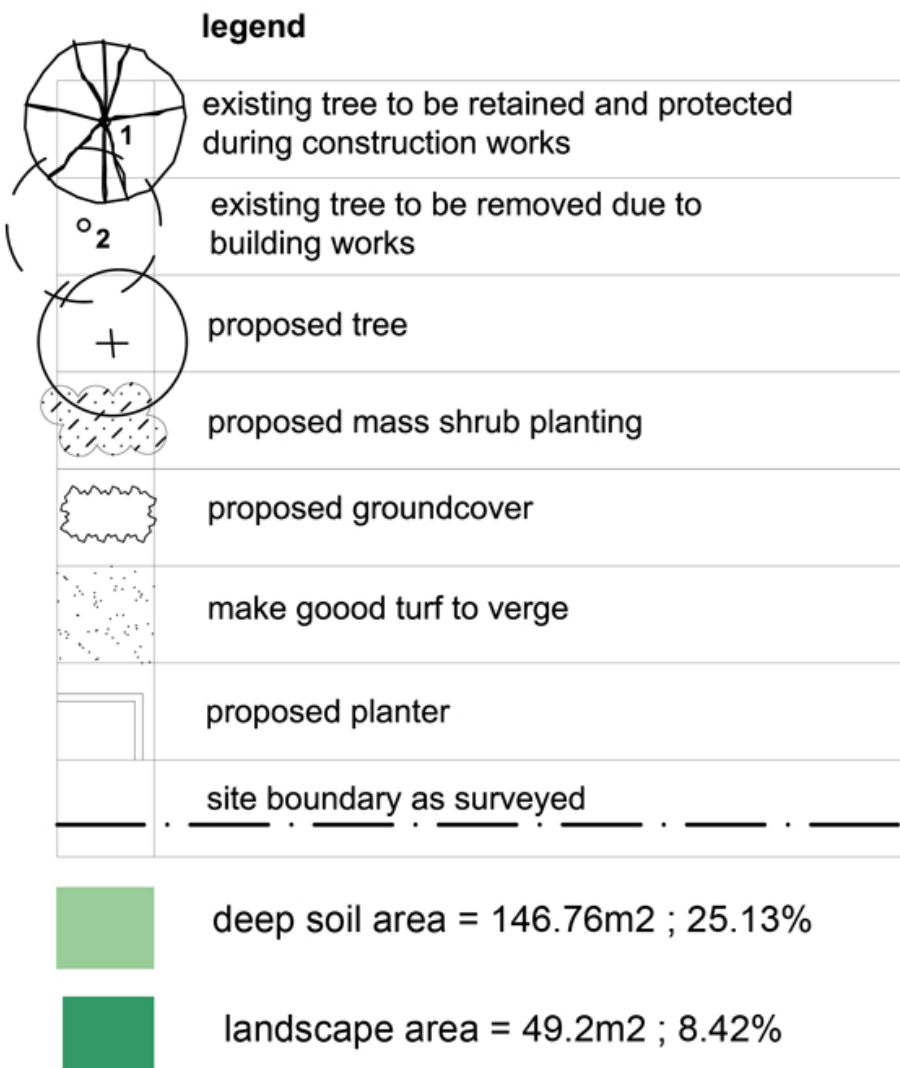 legend
existing tree to be retained and protected
during construction works
1
existing tree to be removed due to
building works
2
proposed tree
proposed mass shrub planting
proposed groundcover
make goood turf to verge
proposed planter
site boundary as surveyed
deep soil area = 146.76m2 ; 25.13%
landscape area = 49.2m2 ; 8.42%